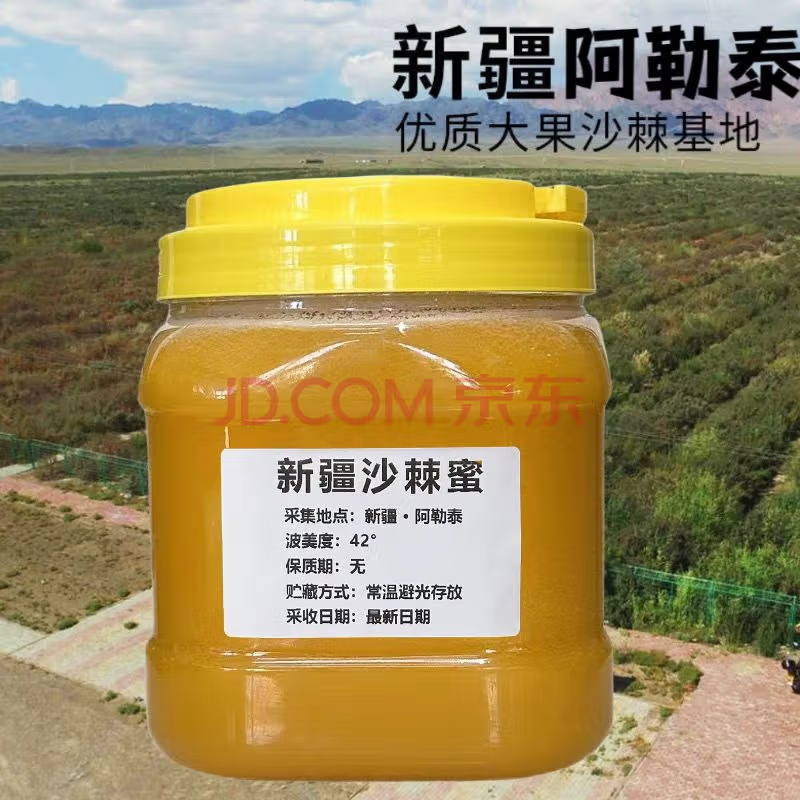 新疆阿勒泰
优质大果沙棘基地
JD.COM 京东
新疆沙棘蜜
采集地点：新疆·阿勒泰
波美度：42°
保质期：无
贮藏方式：常温避光存放
采收日期：最新日期